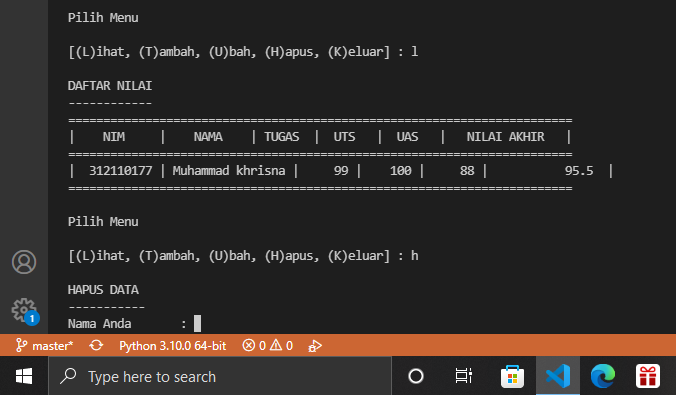 Pilih Menu
[(L)ihat, (T)ambah, (U)bah, (H)apus, (K)eluar] : l
DAFTAR NILAI
------------
========================================================================
|    NIM     |    NAMA    | TUGAS  |  UTS   |  UAS   |   NILAI AKHIR   |
========================================================================
|  312110177 | Muhammad khrisna |     99 |    100 |     88 |           95.5  |
========================================================================
Pilih Menu
[(L)ihat, (T)ambah, (U)bah, (H)apus, (K)eluar] : h
HAPUS DATA
-----------
Nama Anda       :
1
master* Python 3.10.0 64-bit 0 0
Type here to search